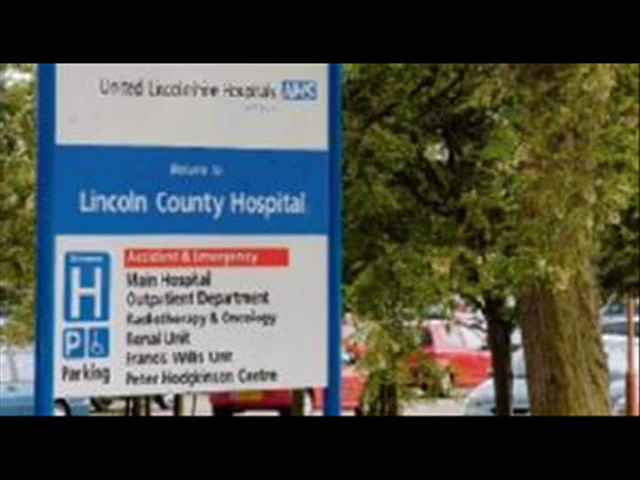 United Lincolnshire Hospitals NHS
Welcome to
Lincoln County Hospital
Accident & Emergency
H
Main Hospital
Outpatient Department
Radiotherapy & Oncology
P
Renal Unit
Francis Willis Unit
Parking
Peter Hodgkinson Centre